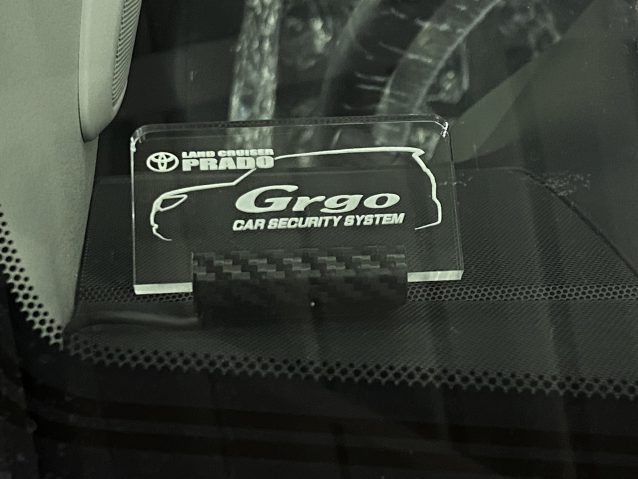 LAND CRUISER
PRADO
Grgo
CAR SECURITY SYSTEM